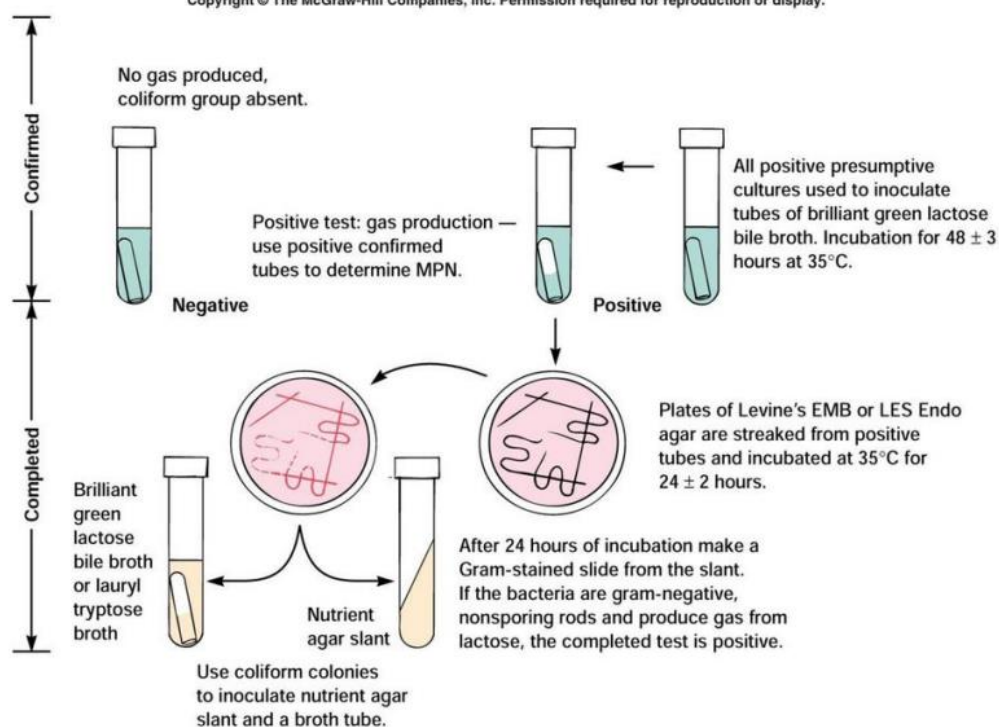 Copyright © The McGraw-Hill Companies, Inc. Permission required for reproduction or display.
Confirmed
No gas produced,
coliform group absent.
Positive test: gas production —
use positive confirmed
tubes to determine MPN.
All positive presumptive
cultures used to inoculate
tubes of brilliant green lactose
bile broth. Incubation for 48 ± 3
hours at 35°C.
Negative
Positive
Completed
Plates of Levine's EMB or LES Endo
agar are streaked from positive
tubes and incubated at 35°C for
24 ± 2 hours.
Brilliant
green
lactose
bile broth
or lauryl
tryptose
broth
Nutrient
agar slant
After 24 hours of incubation make a
Gram-stained slide from the slant.
If the bacteria are gram-negative,
nonsporing rods and produce gas from
lactose, the completed test is positive.
Use coliform colonies
to inoculate nutrient agar
slant and a broth tube.